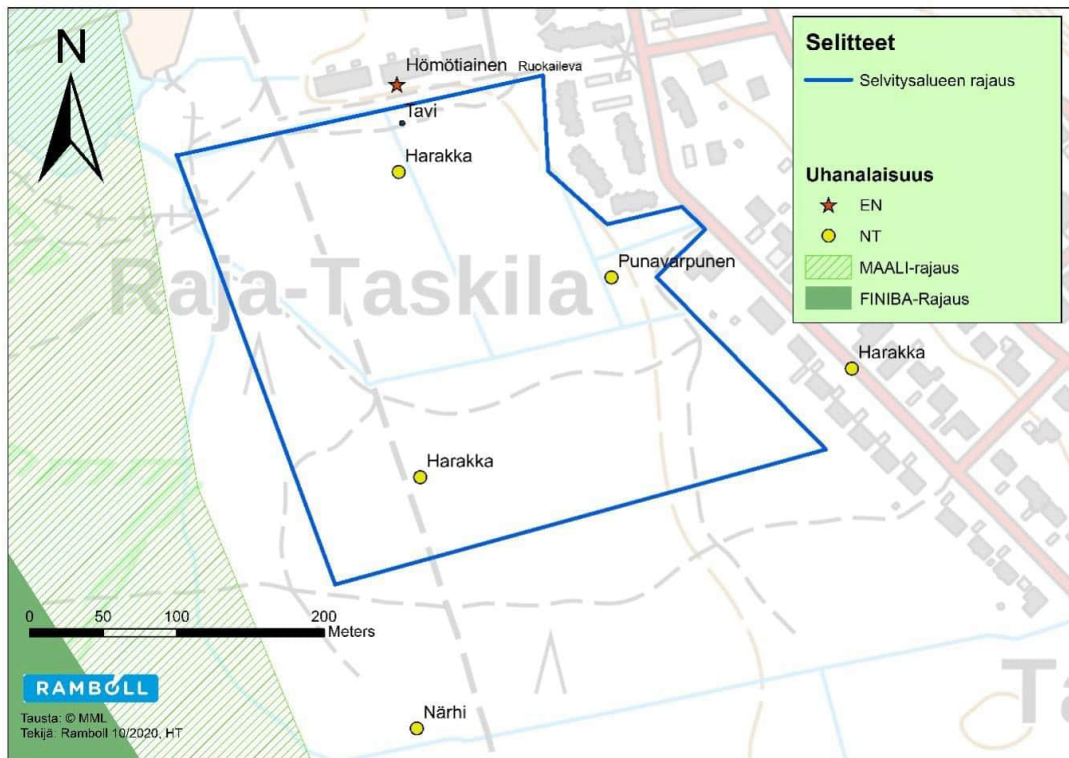 N
Hömötiainen Ruokaileva
Tavi
Harakka
Punavarpunen
Raja-Taskila
Harakka
Harakka
Närhi
Ta
Selitteet
Selvitysalueen rajaus
Uhanalaisuus
EN
NT
MAALI-rajaus
FINIBA-Rajaus
0 50 100 200
Meters
RAMBOLL
Tausta: © MML
Tekijä: Ramboll 10/2020, HT